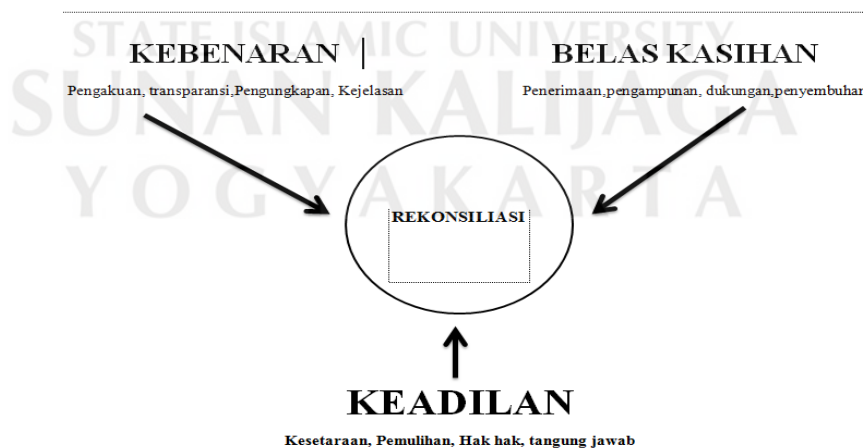 STATE ISLAMIC UNIVERSITY
SUNAN KALIJAGA
YOGYAKARTA
KEBENARAN
Pengakuan, transparansi,Pengungkapan, Kejelasan
BELAS KASIHAN
Penerimaan,pengampunan, dukungan,penyembuhan
REKONSILIASI
KEADILAN
Kesetaraan, Pemulihan, Hak hak, tangung jawab